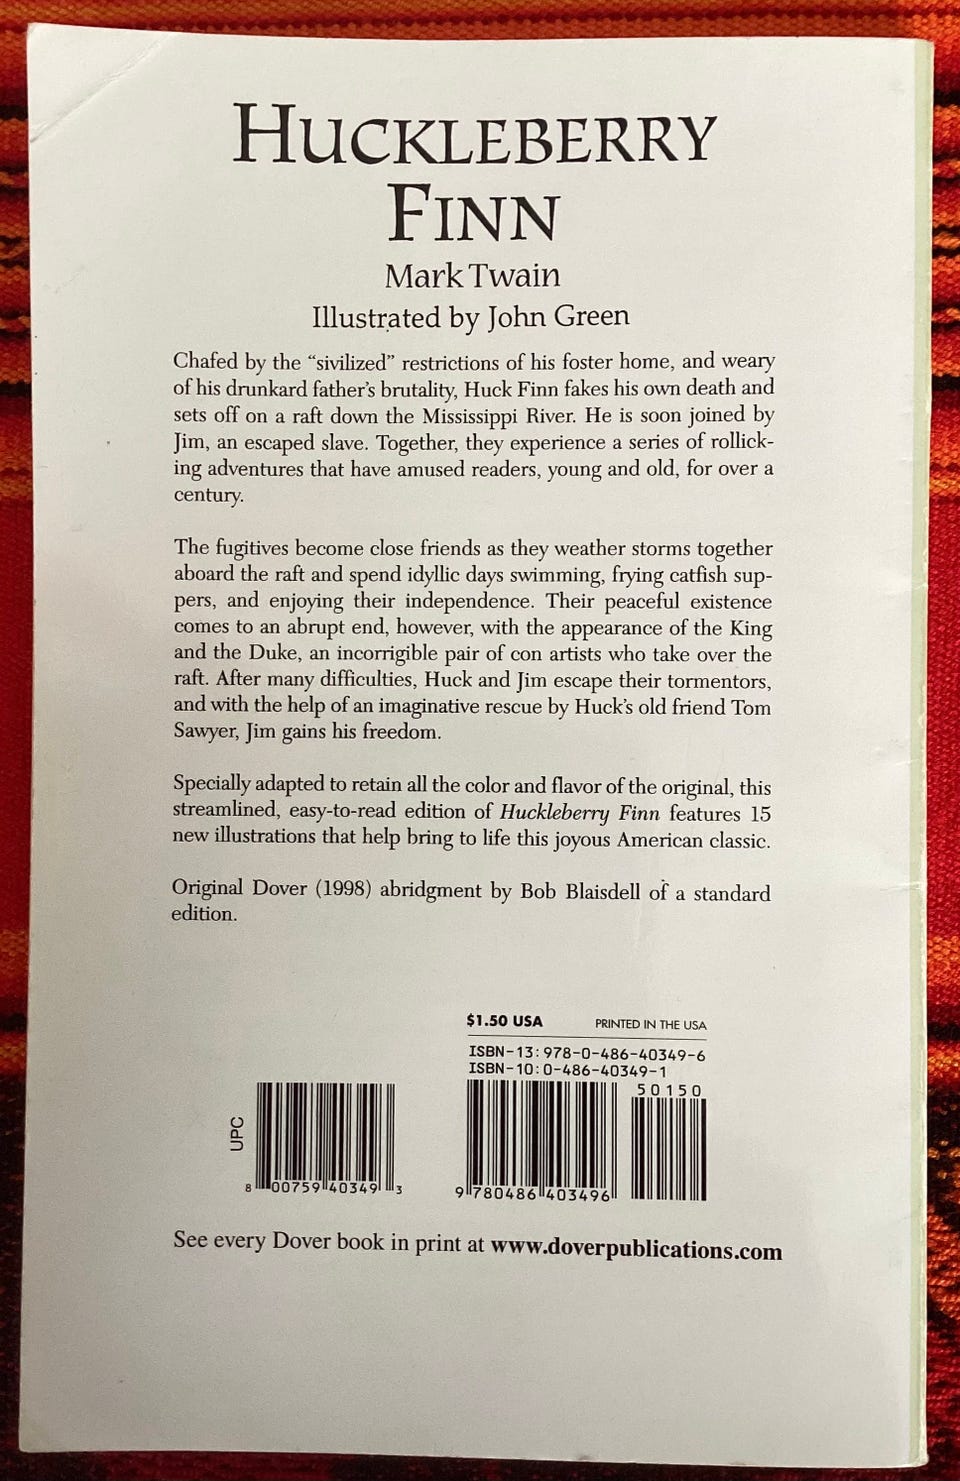 HUCKLEBERRY
FINN
Mark Twain
Illustrated by John Green
Chafed by the “sivilized” restrictions of his foster home, and weary
of his drunkard father’s brutality, Huck Finn fakes his own death and
sets off on a raft down the Mississippi River. He is soon joined by
Jim, an escaped slave. Together, they experience a series of rollick-
ing adventures that have amused readers, young and old, for over a
century.
The fugitives become close friends as they weather storms together
aboard the raft and spend idyllic days swimming, frying catfish sup-
pers, and enjoying their independence. Their peaceful existence
comes to an abrupt end, however, with the appearance of the King
and the Duke, an incorrigible pair of con artists who take over the
raft. After many difficulties, Huck and Jim escape their tormentors,
and with the help of an imaginative rescue by Huck’s old friend Tom
Sawyer, Jim gains his freedom.
Specially adapted to retain all the color and flavor of the original, this
streamlined, easy-to-read edition of Huckleberry Finn features 15
new illustrations that help bring to life this joyous American classic.
Original Dover (1998) abridgment by Bob Blaisdell of a standard
edition.
$1.50 USA PRINTED IN THE USA
ISBN-13: 978-0-486-40349-6
ISBN-10: 0-486-40349-1
50150
UPC
8 00759 40349 3
9 780486 403496
See every Dover book in print at www.doverpublications.com